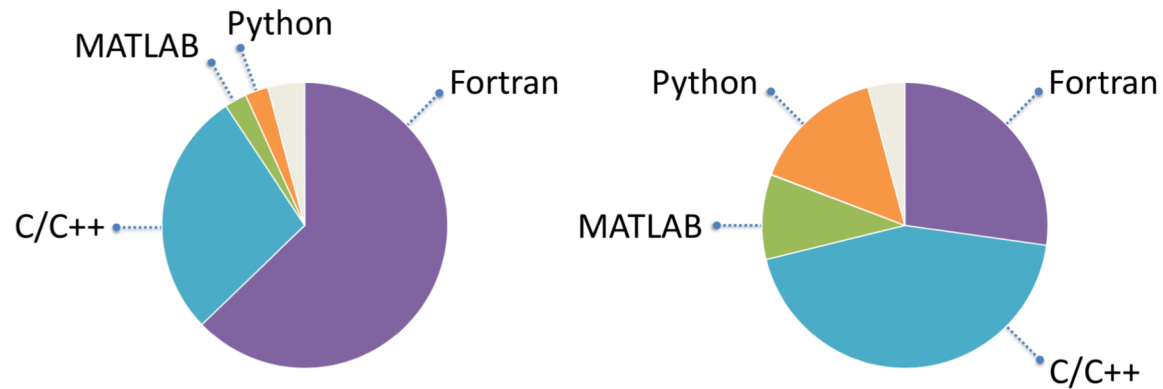 Python
MATLAB
Fortran
C/C++
Python
Fortran
MATLAB
C/C++